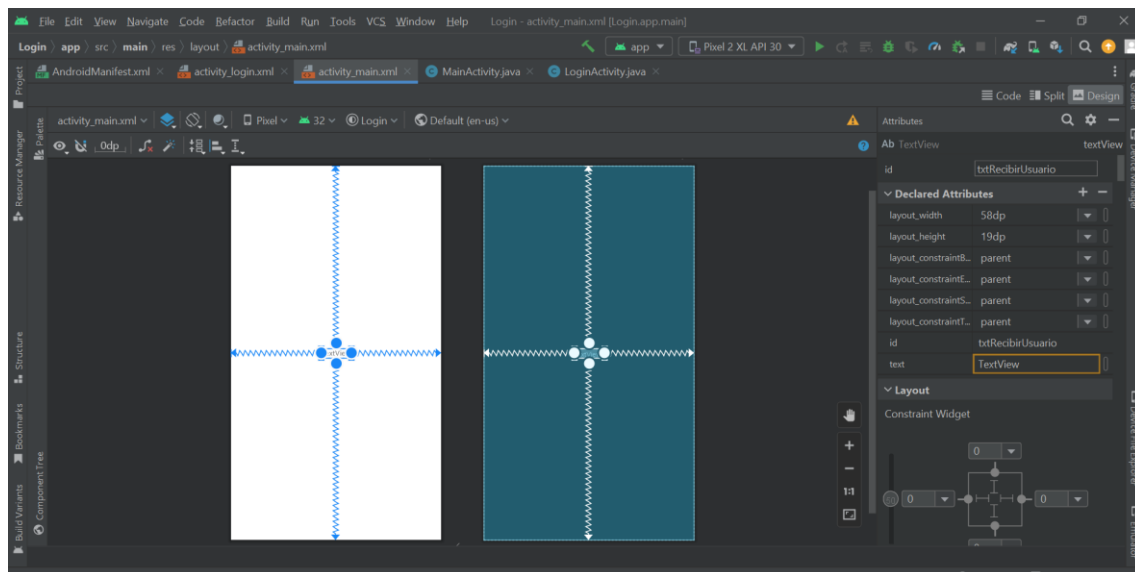 File Edit View Navigate Code Refactor Build Run Tools VCS Window Help Login - activity_main.xml [Login.app.main]
Login app src main res layout activity_main.xml app Pixel 2 XL API 30
AndroidManifest.xml activity_login.xml activity_main.xml MainActivity.java LoginActivity.java
Code Split Design
activity_main.xml Pixel 32 Login Default (en-us) Attributes
0dp Ab TextView textView
id txtRecibirUsuario
Declared Attributes
layout_width 58dp
layout_height 19dp
layout_constraintB... parent
layout_constraintE... parent
layout_constraintS... parent
layout_constraintT... parent
id txtRecibirUsuario
text TextView
Layout
Constraint Widget
0
0 0
1:1
Project
Resource Manager
Structure
Bookmarks
Build Variants
Palette
Component Tree
Device Manager
Device File Explorer
Emulator